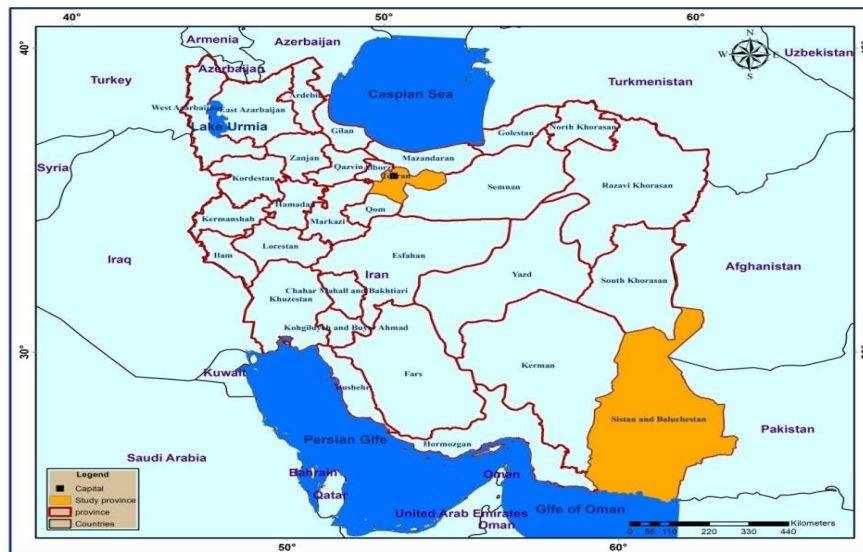 50°
60°
40°
40°
Armenia
Azerbaijan
Uzbekistan
Turkey
Azerbaijan
Turkmenistan
Caspian Sea
Ardebil
West Azarbaijan
East Azarbaijan
Lake Urmia
Gilan
Golestan
North Khorasan
Syria
Zanjan
Qazvin
Alborz
Mazandaran
Kordestan
Semnan
Razavi Khorasan
Hamadan
Kermanshah
Markazi
Qom
Ilam
Lorestan
Esfahan
Iraq
Iran
Yazd
South Khorasan
Afghanistan
Chahar Mahall and Bakhtiari
Khuzestan
Kohgiluyeh and Buyer Ahmad
30°
30°
Kuwait
Fars
Kerman
Bushehr
Sistan and Baluchestan
Persian Glfe
Hormozgan
Pakistan
Saudi Arabia
Bahrain
Oman
Qatar
United Arab Emirates
Oman
Glfe of Oman
N
W
E
S
Legend
Capital
Study province
province
Countries
Kilometers
0 55 110 220 330 440
50°
60°